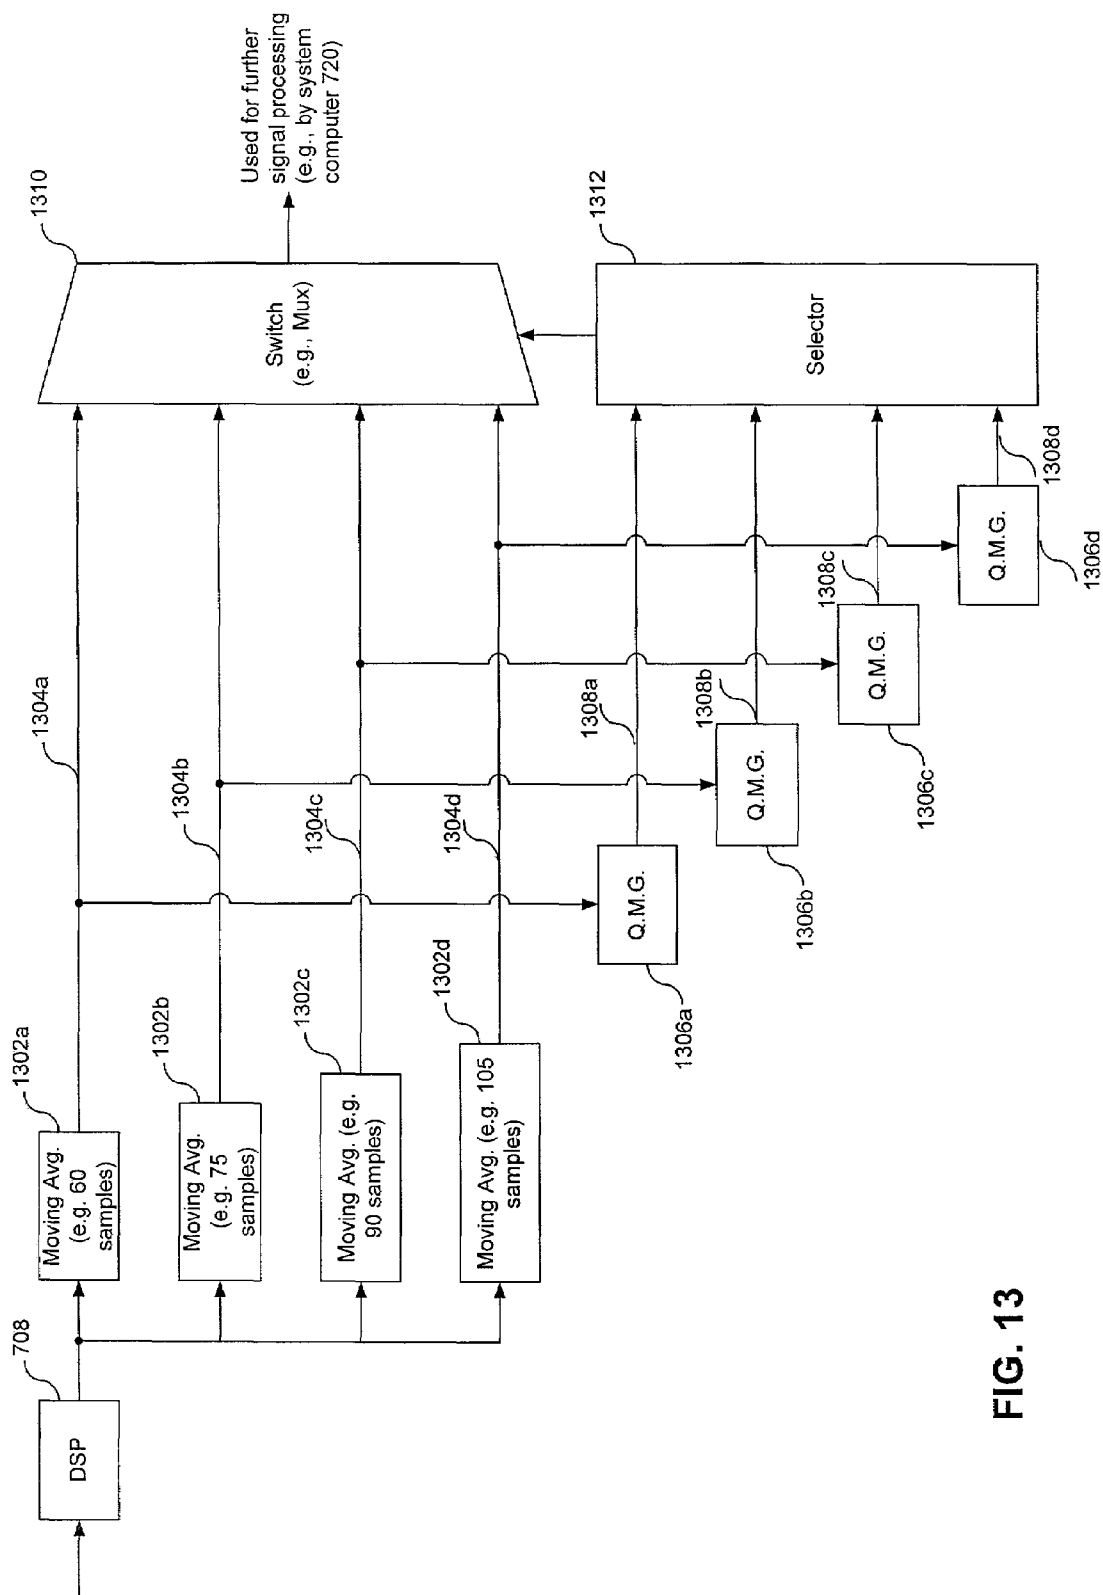 708
DSP
1302a
Moving Avg.
(e.g. 60
samples)
1302b
Moving Avg.
(e.g. 75
samples)
1302c
Moving Avg. (e.g.
90 samples)
1302d
Moving Avg. (e.g. 105
samples)
1304a
1304b
1304c
1304d
1306a
Q.M.G.
1308a
1306b
Q.M.G.
1308b
1306c
Q.M.G.
1308c
1306d
Q.M.G.
1308d
1310
Switch
(e.g., Mux)
1312
Selector
Used for further
signal processing
(e.g., by system
computer 720)
FIG. 13